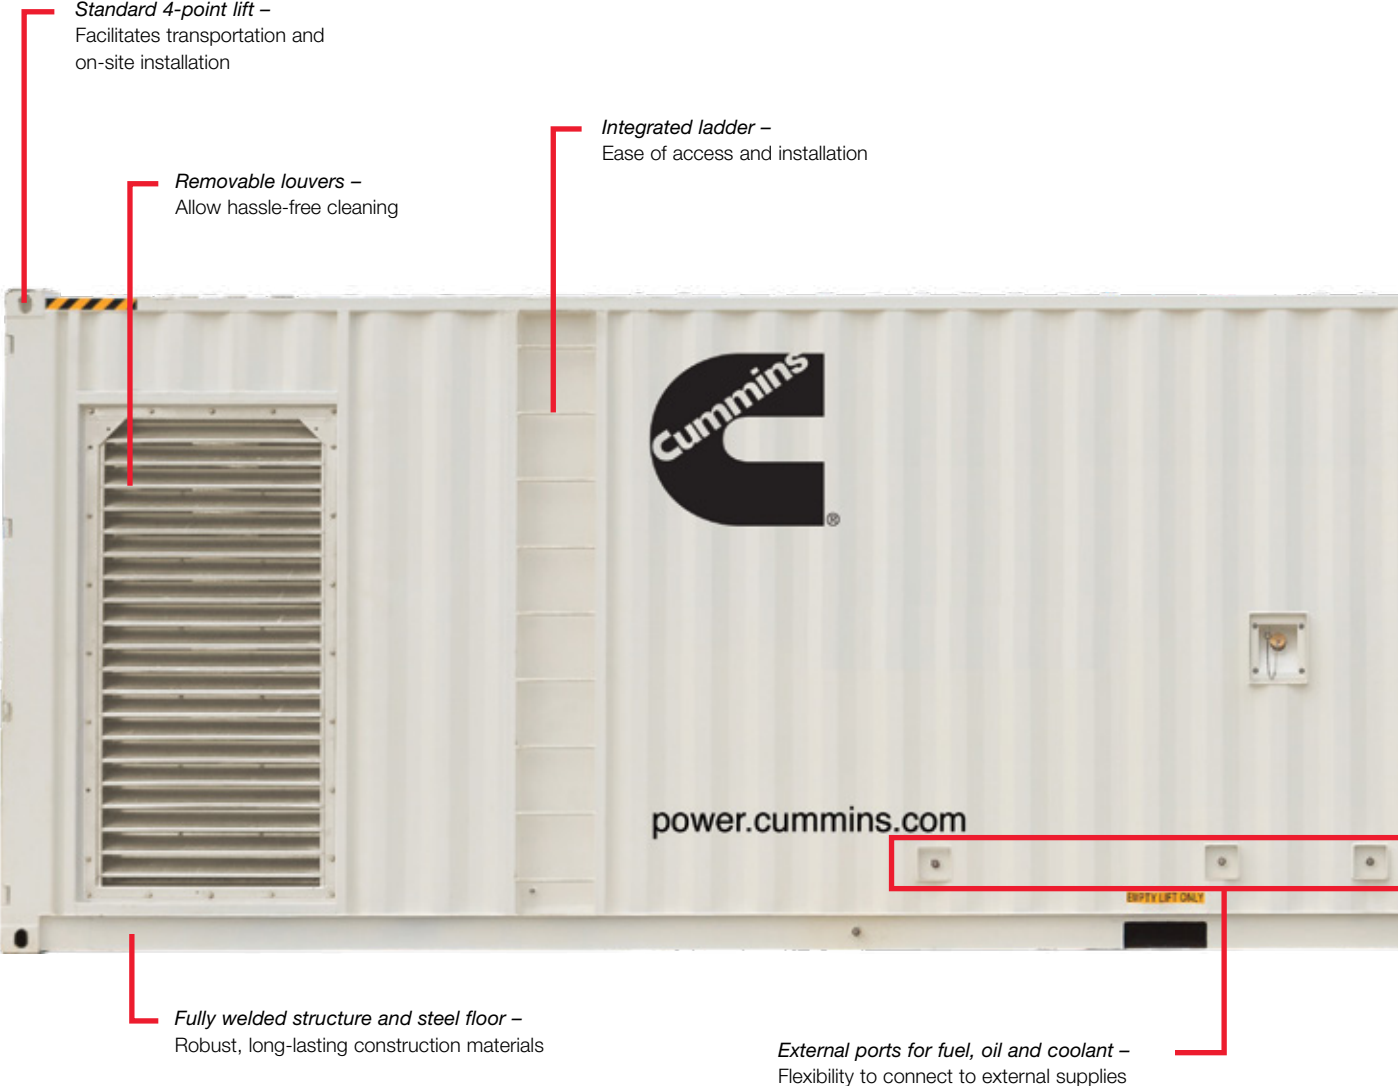 Standard 4-point lift –
Facilitates transportation and
on-site installation
Integrated ladder –
Ease of access and installation
Removable louvers –
Allow hassle-free cleaning
Cummins
®
power.cummins.com
EMPTY LIFT ONLY
Fully welded structure and steel floor –
Robust, long-lasting construction materials
External ports for fuel, oil and coolant –
Flexibility to connect to external supplies